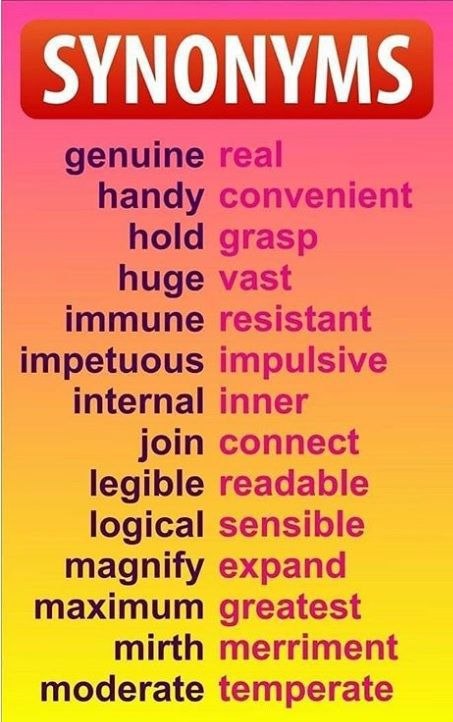 SYNONYMS
genuine real
handy convenient
hold grasp
huge vast
immune resistant
impetuous impulsive
internal inner
join connect
legible readable
logical sensible
magnify expand
maximum greatest
mirth merriment
moderate temperate